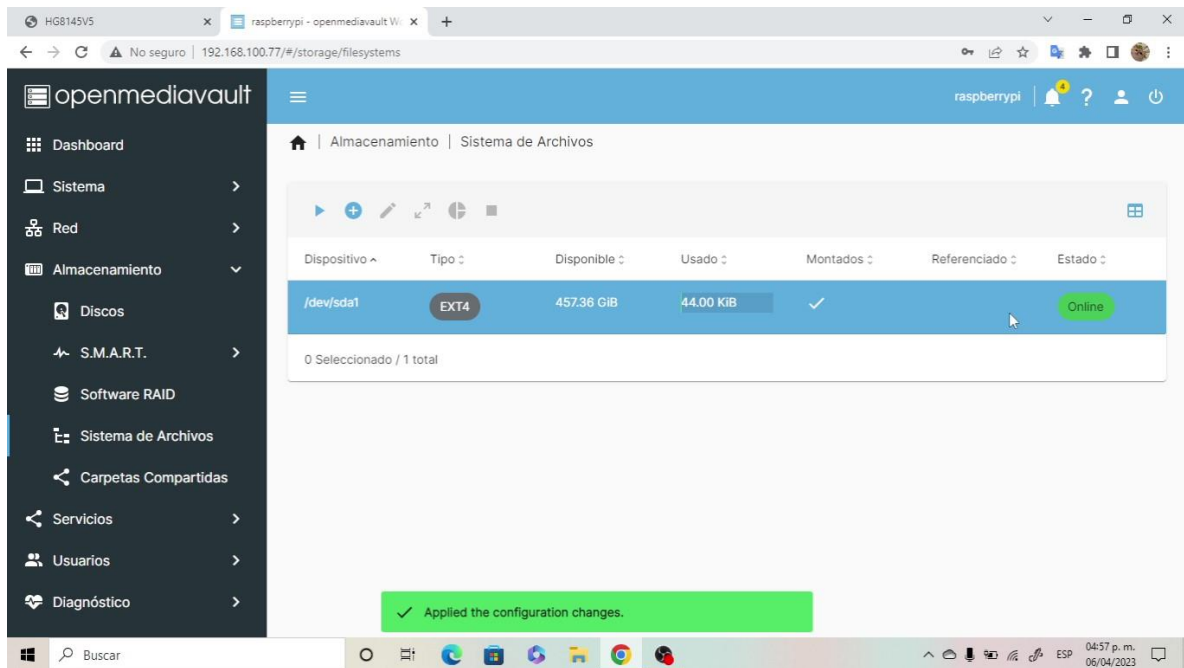 HG8145V5
raspberrypi - openmediavault W
No seguro | 192.168.100.77/#/storage/filesystems
openmediavault
raspberrypi
4
Dashboard
Sistema
Red
Almacenamiento
Discos
S.M.A.R.T.
Software RAID
Sistema de Archivos
Carpetas Compartidas
Servicios
Usuarios
Diagnóstico
| Almacenamiento | Sistema de Archivos
Dispositivo Tipo Disponible Usado Montados Referenciado Estado
/dev/sda1 EXT4 457.36 GiB 44.00 KiB Online
0 Seleccionado / 1 total
Applied the configuration changes.
Buscar
ESP
04:57 p. m.
06/04/2023